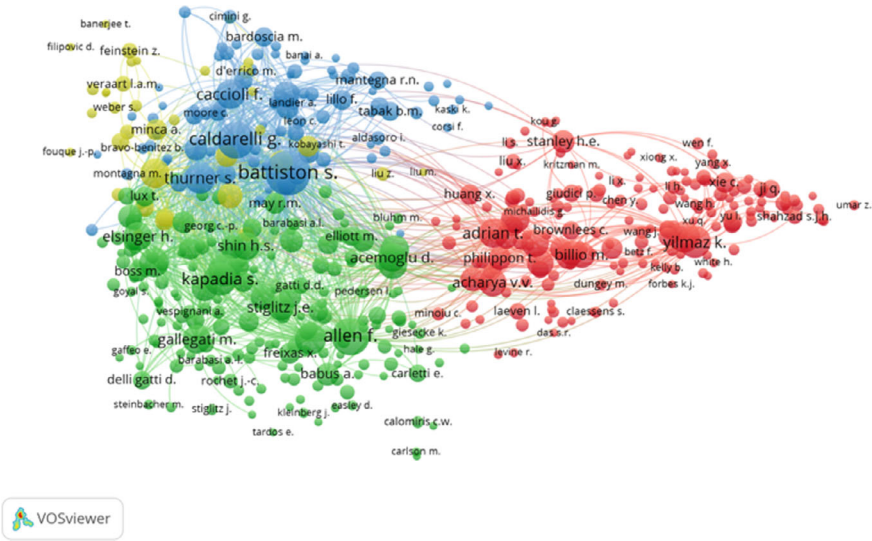 cimini g.
banerjee t.
bardoscia m.
filipovic d.
feinstein z.
banai a.
d'errico m.
veraart l.a.m.
mantegna r.n.
caccioli f.
landier a.
lillo f.
weber s.
moore c.
tabak b.m.
kaski k.
leon c.
corsi f.
kou g.
minca a.
caldarelli g.
aldasoro i.
li s.
stanley h.e.
wen f.
bravo-benitez b.
kobayashi t.
fouque j.-p.
liu x.
kritzman m.
xiong x.
yang x.
montagna m.
thurner s.
battiston s.
liu z.
liu m.
li x.
li h.
xie c.
ji q.
lux t.
may r.m.
huang x.
giudici p.
chen y.
wang h.
umar z.
georg c.-p.
barabasi a.l.
bluhm m.
michailidis g.
xu q.
yu l.
shahzad s.j.h.
elsinger h.
shin h.s.
elliott m.
adrian t.
brownlees c.
wang j.
yilmaz k.
acemoglu d.
philippon t.
billio m.
betz f.
kelly b.
white h.
boss m.
kapadia s.
gatti d.d.
pedersen l.
acharya v.v.
dungey m.
forbes k.j.
goyal s.
vespignani a.
stiglitz j.e.
minoiu c.
laeven l.
claessens s.
gallegati m.
allen f.
giesecke k.
das s.r.
gaffeo e.
barabasi a.-l.
freixas x.
hale g.
levine r.
delli gatti d.
rochet j.-c.
babus a.
carletti e.
steinbacher m.
stiglitz j.
kleinberg j.
easley d.
tardos e.
calomiris c.w.
carlson m.
VOSviewer